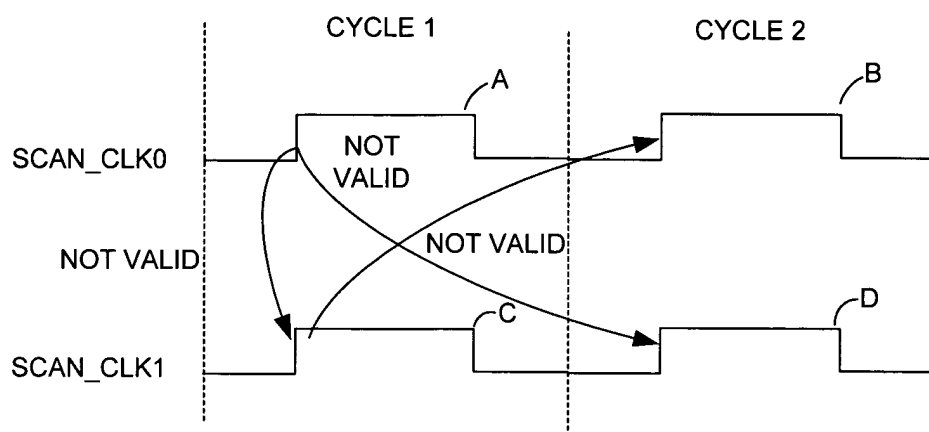 CYCLE 1
CYCLE 2
A
B
SCAN_CLK0
NOT
VALID
NOT VALID
NOT VALID
C
D
SCAN_CLK1